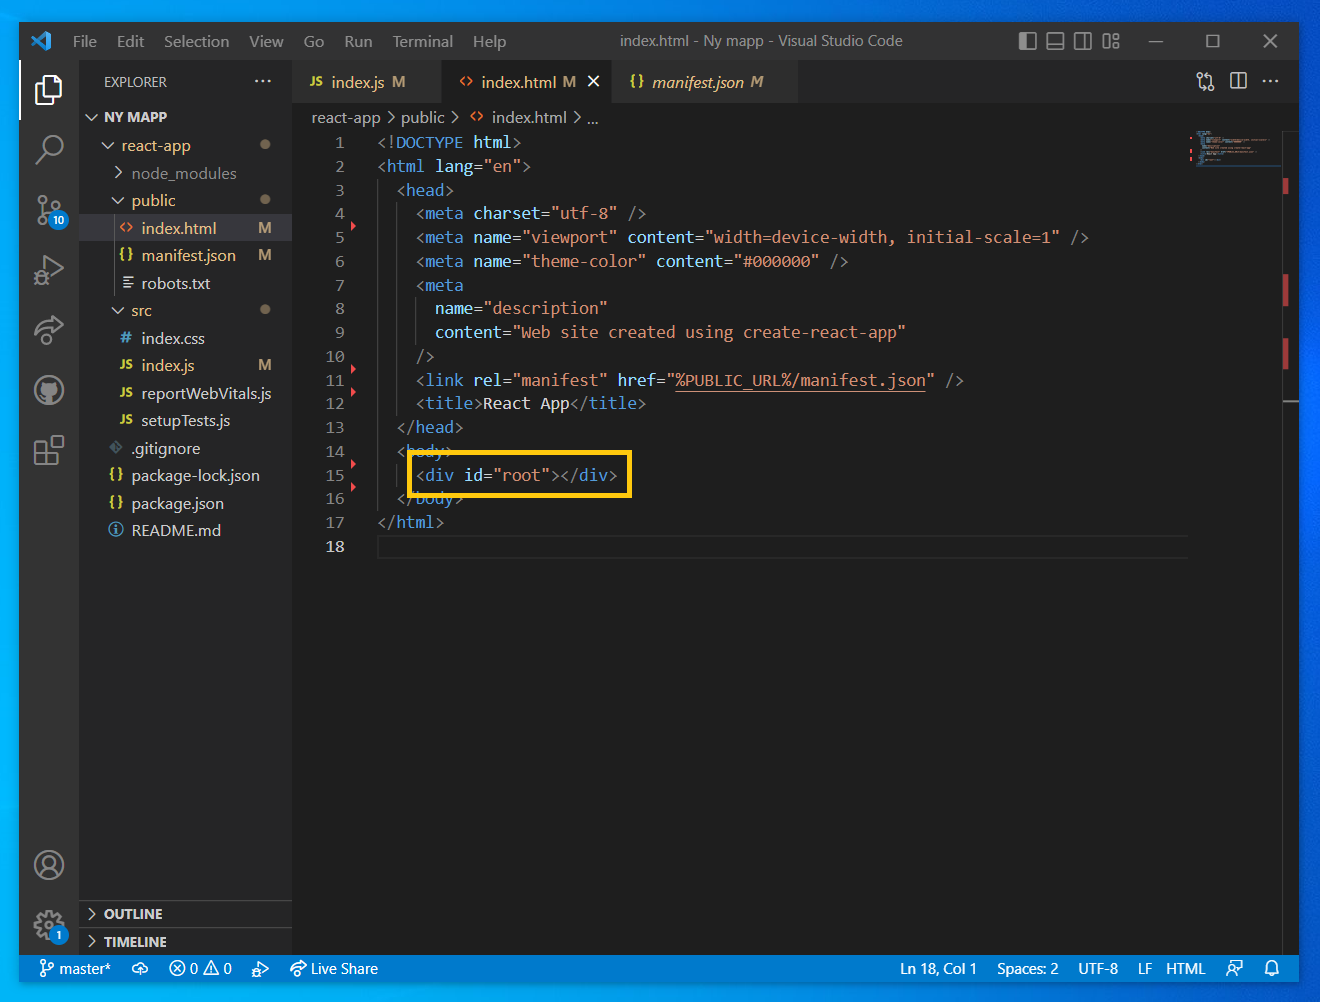 File Edit Selection View Go Run Terminal Help index.html - Ny mapp - Visual Studio Code
EXPLORER
NY MAPP
react-app
node_modules
public
index.html M
manifest.json M
robots.txt
src
# index.css
JS index.js M
JS reportWebVitals.js
JS setupTests.js
.gitignore
{} package-lock.json
{} package.json
README.md
OUTLINE
TIMELINE
10
1
JS index.js M <> index.html M {} manifest.json M
react-app > public > <> index.html > ...
1 <!DOCTYPE html>
2 <html lang="en">
3 <head>
4 <meta charset="utf-8" />
5 <meta name="viewport" content="width=device-width, initial-scale=1" />
6 <meta name="theme-color" content="#000000" />
7 <meta
8 name="description"
9 content="Web site created using create-react-app"
10 />
11 <link rel="manifest" href="%PUBLIC_URL%/manifest.json" />
12 <title>React App</title>
13 </head>
14 <body>
15 <div id="root"></div>
16 </body>
17 </html>
18
master* 0 0 Live Share Ln 18, Col 1 Spaces: 2 UTF-8 LF HTML